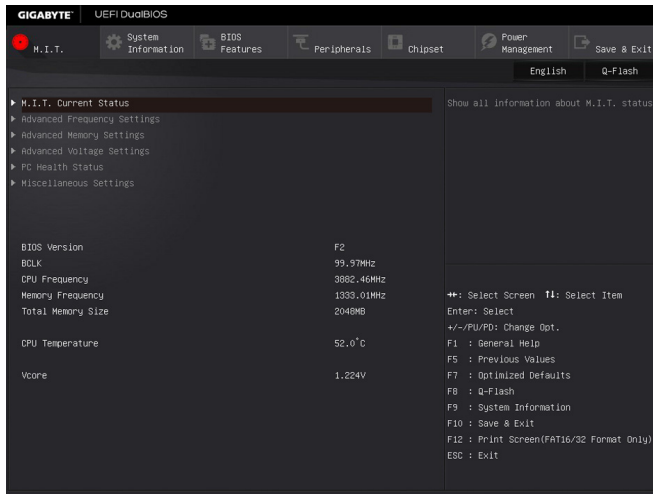 GIGABYTE™ UEFI DualBIOS
M.I.T.
System Information
BIOS Features
Peripherals
Chipset
Power Management
Save & Exit
English Q-Flash
M.I.T. Current Status
Advanced Frequency Settings
Advanced Memory Settings
Advanced Voltage Settings
PC Health Status
Miscellaneous Settings
Show all information about M.I.T. status
BIOS Version F2
BCLK 99.97MHz
CPU Frequency 3882.46MHz
Memory Frequency 1333.01MHz
Total Memory Size 2048MB
CPU Temperature 52.0°C
Vcore 1.224V
→←: Select Screen ↑↓: Select Item
Enter: Select
+/-/PU/PD: Change Opt.
F1 : General Help
F5 : Previous Values
F7 : Optimized Defaults
F8 : Q-Flash
F9 : System Information
F10 : Save & Exit
F12 : Print Screen(FAT16/32 Format Only)
ESC : Exit